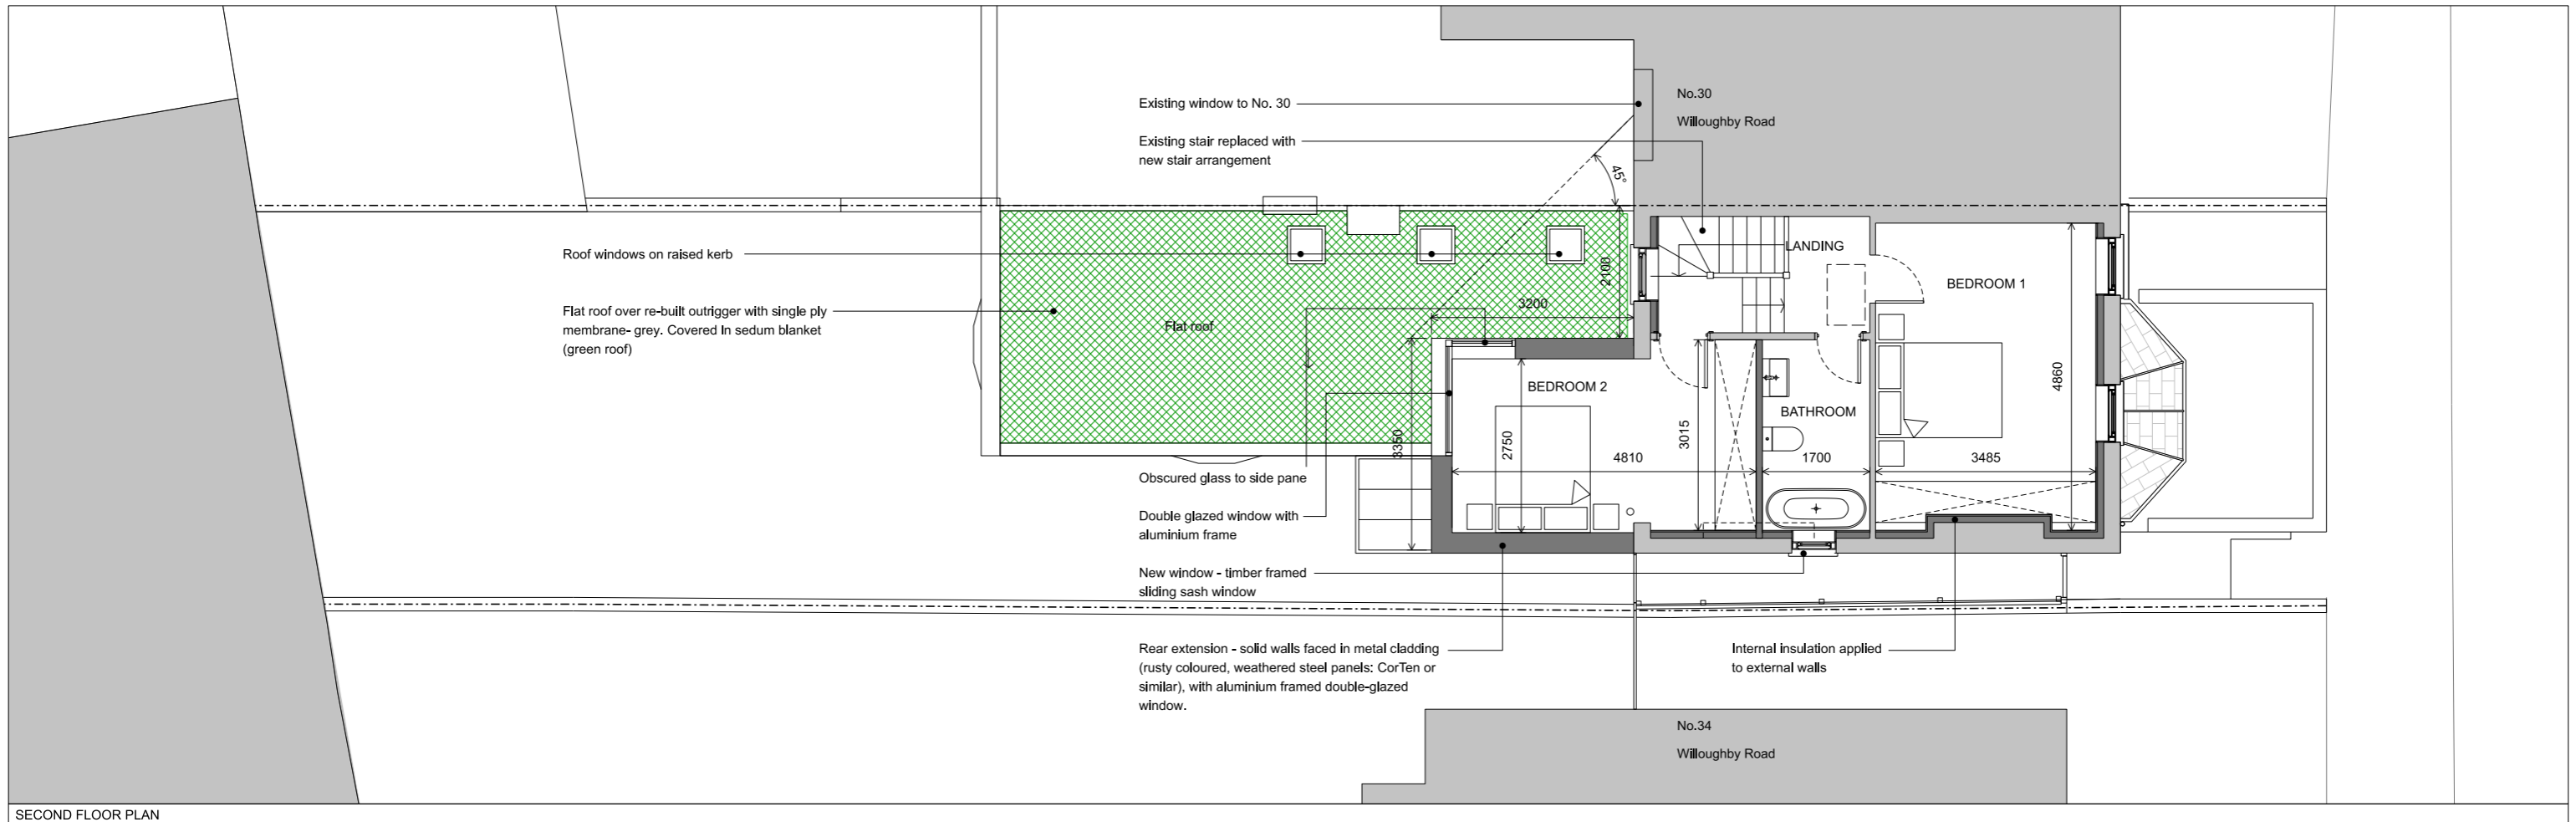 Existing window to No. 30
No.30
Willoughby Road
Existing stair replaced with
new stair arrangement
45°
Roof windows on raised kerb
LANDING
2100
BEDROOM 1
3200
Flat roof over re-built outrigger with single ply
membrane- grey. Covered In sedum blanket
(green roof)
Flat roof
BEDROOM 2
4860
BATHROOM
3350
2750
3015
4810
1700
3485
Obscured glass to side pane
Double glazed window with
aluminium frame
New window - timber framed
sliding sash window
Rear extension - solid walls faced in metal cladding
(rusty coloured, weathered steel panels: CorTen or
similar), with aluminium framed double-glazed
window.
Internal insulation applied
to external walls
No.34
Willoughby Road
SECOND FLOOR PLAN